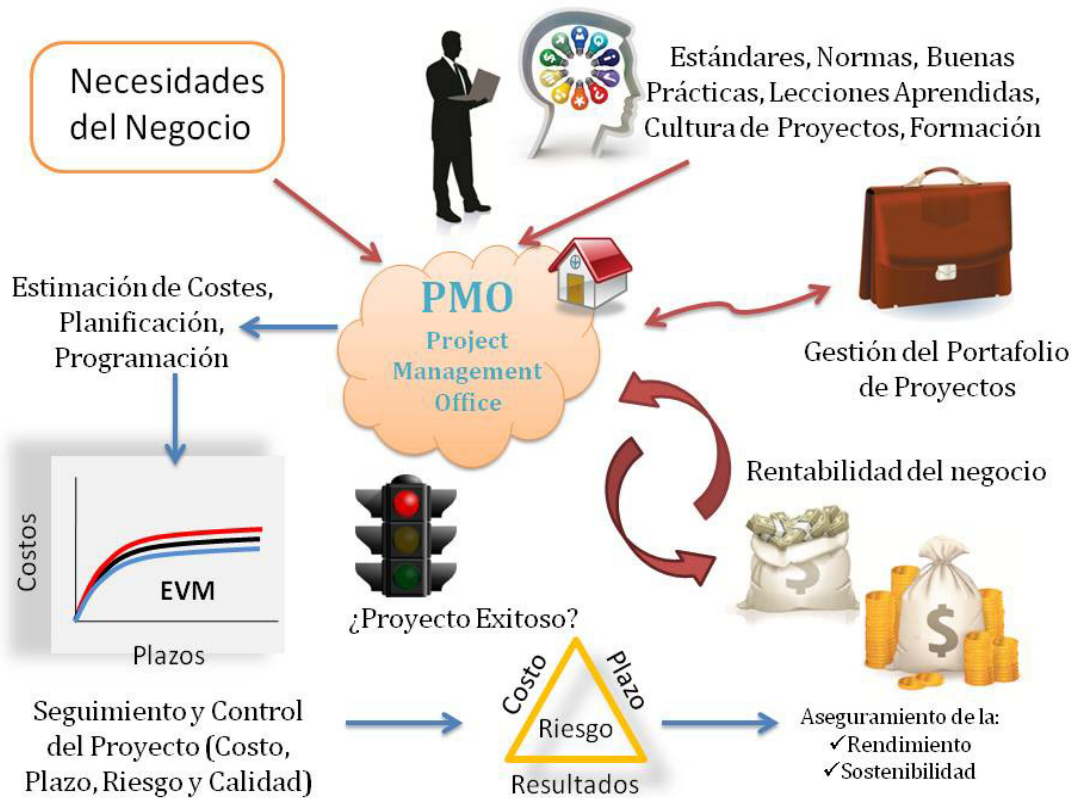 Necesidades
del Negocio
Estándares, Normas, Buenas
Prácticas, Lecciones Aprendidas,
Cultura de Proyectos, Formación
PMO
Project
Management
Office
Estimación de Costes,
Planificación,
Programación
Gestión del Portafolio
de Proyectos
Rentabilidad del negocio
$
$
Costos
EVM
Plazos
¿Proyecto Exitoso?
Costo
Plazo
Riesgo
Resultados
Seguimiento y Control
del Proyecto (Costo,
Plazo, Riesgo y Calidad)
Aseguramiento de la:
✓Rendimiento
✓Sostenibilidad